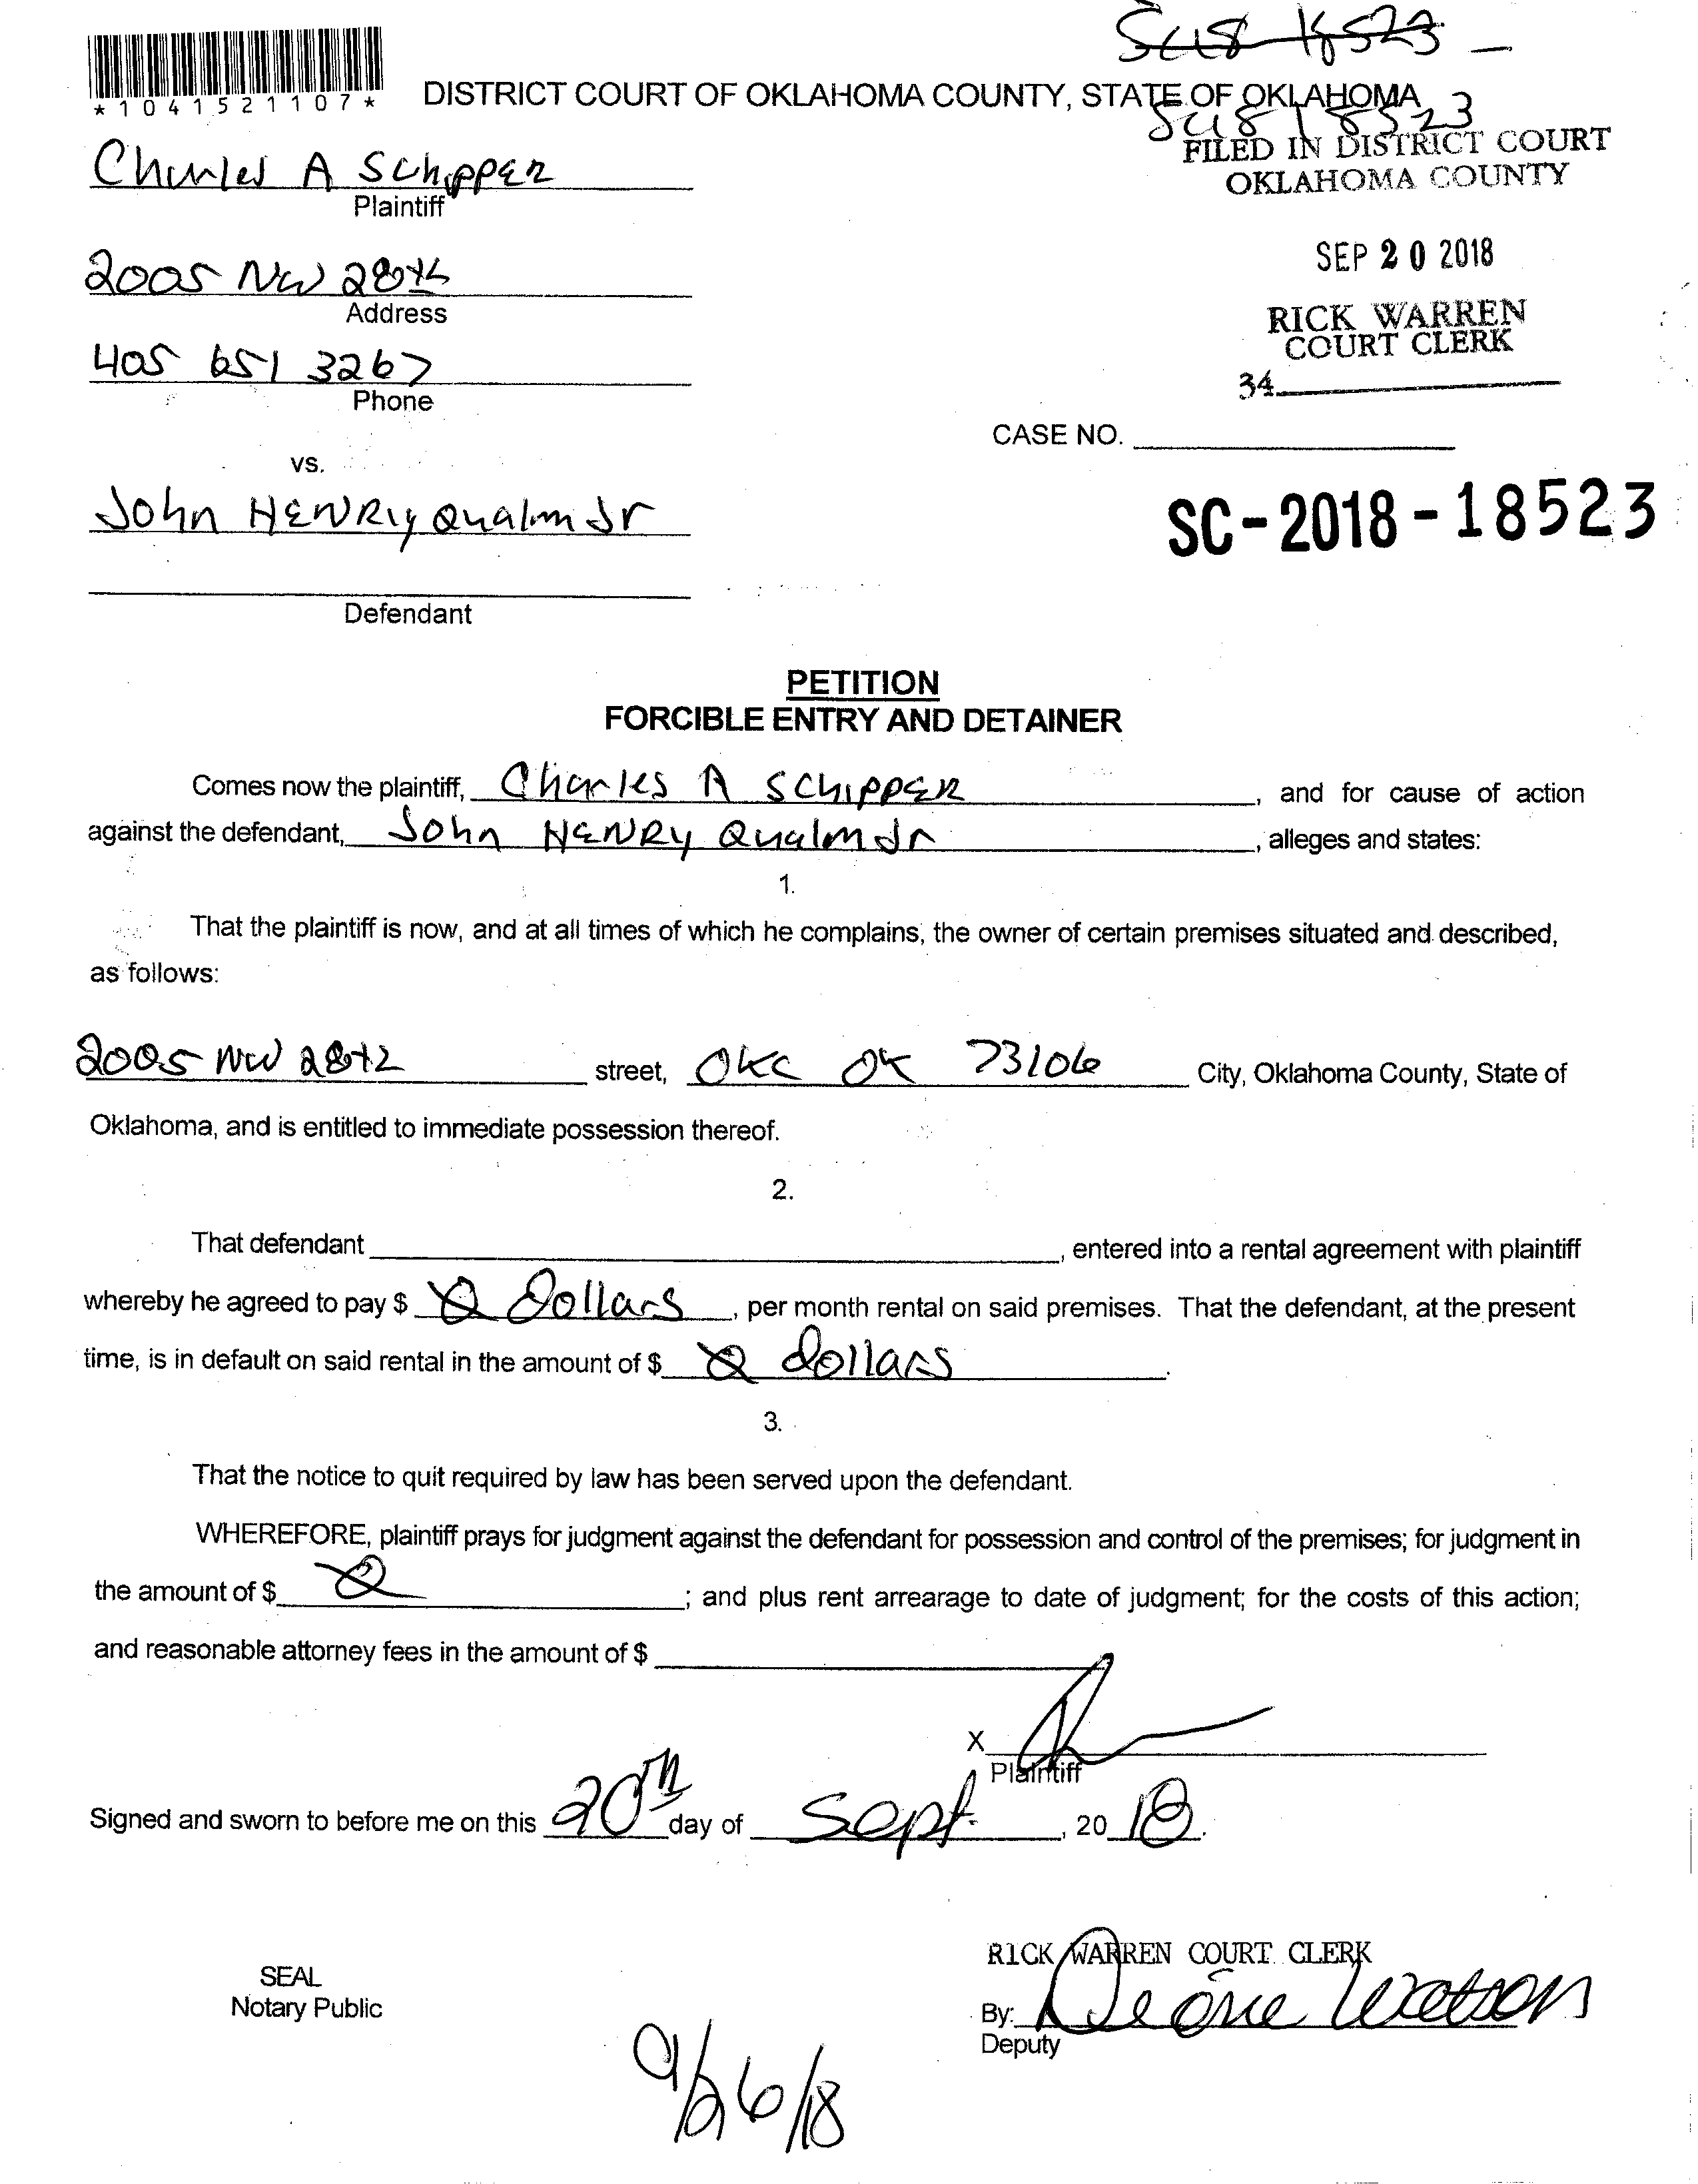 SC18 18523 -
*1041521107*
DISTRICT COURT OF OKLAHOMA COUNTY, STATE OF OKLAHOMA
SC18 18523
FILED IN DISTRICT COURT
OKLAHOMA COUNTY
Charles A Schipper
Plaintiff
SEP 20 2018
2005 NW 28th
Address
RICK WARREN
COURT CLERK
405 651 3267
Phone
34
CASE NO.
vs.
John HENRY Qualm Jr
SC-2018-18523
Defendant
PETITION
FORCIBLE ENTRY AND DETAINER
Comes now the plaintiff, Charles A SCHIPPER, and for cause of action
against the defendant, John HENRY Qualm Jr, alleges and states:
1.
That the plaintiff is now, and at all times of which he complains, the owner of certain premises situated and described,
as follows:
2005 NW 28th street, OKC OK 73106 City, Oklahoma County, State of
Oklahoma, and is entitled to immediate possession thereof.
2.
That defendant , entered into a rental agreement with plaintiff
whereby he agreed to pay $ 0 Dollars, per month rental on said premises. That the defendant, at the present
time, is in default on said rental in the amount of $ 0 dollars.
3.
That the notice to quit required by law has been served upon the defendant.
WHEREFORE, plaintiff prays for judgment against the defendant for possession and control of the premises; for judgment in
the amount of $ 0; and plus rent arrearage to date of judgment; for the costs of this action;
and reasonable attorney fees in the amount of $
X
Plaintiff
Signed and sworn to before me on this 20th day of Sept., 2018.
RICK WARREN COURT CLERK
SEAL
Notary Public
By: Watson
Deputy
9/26/18